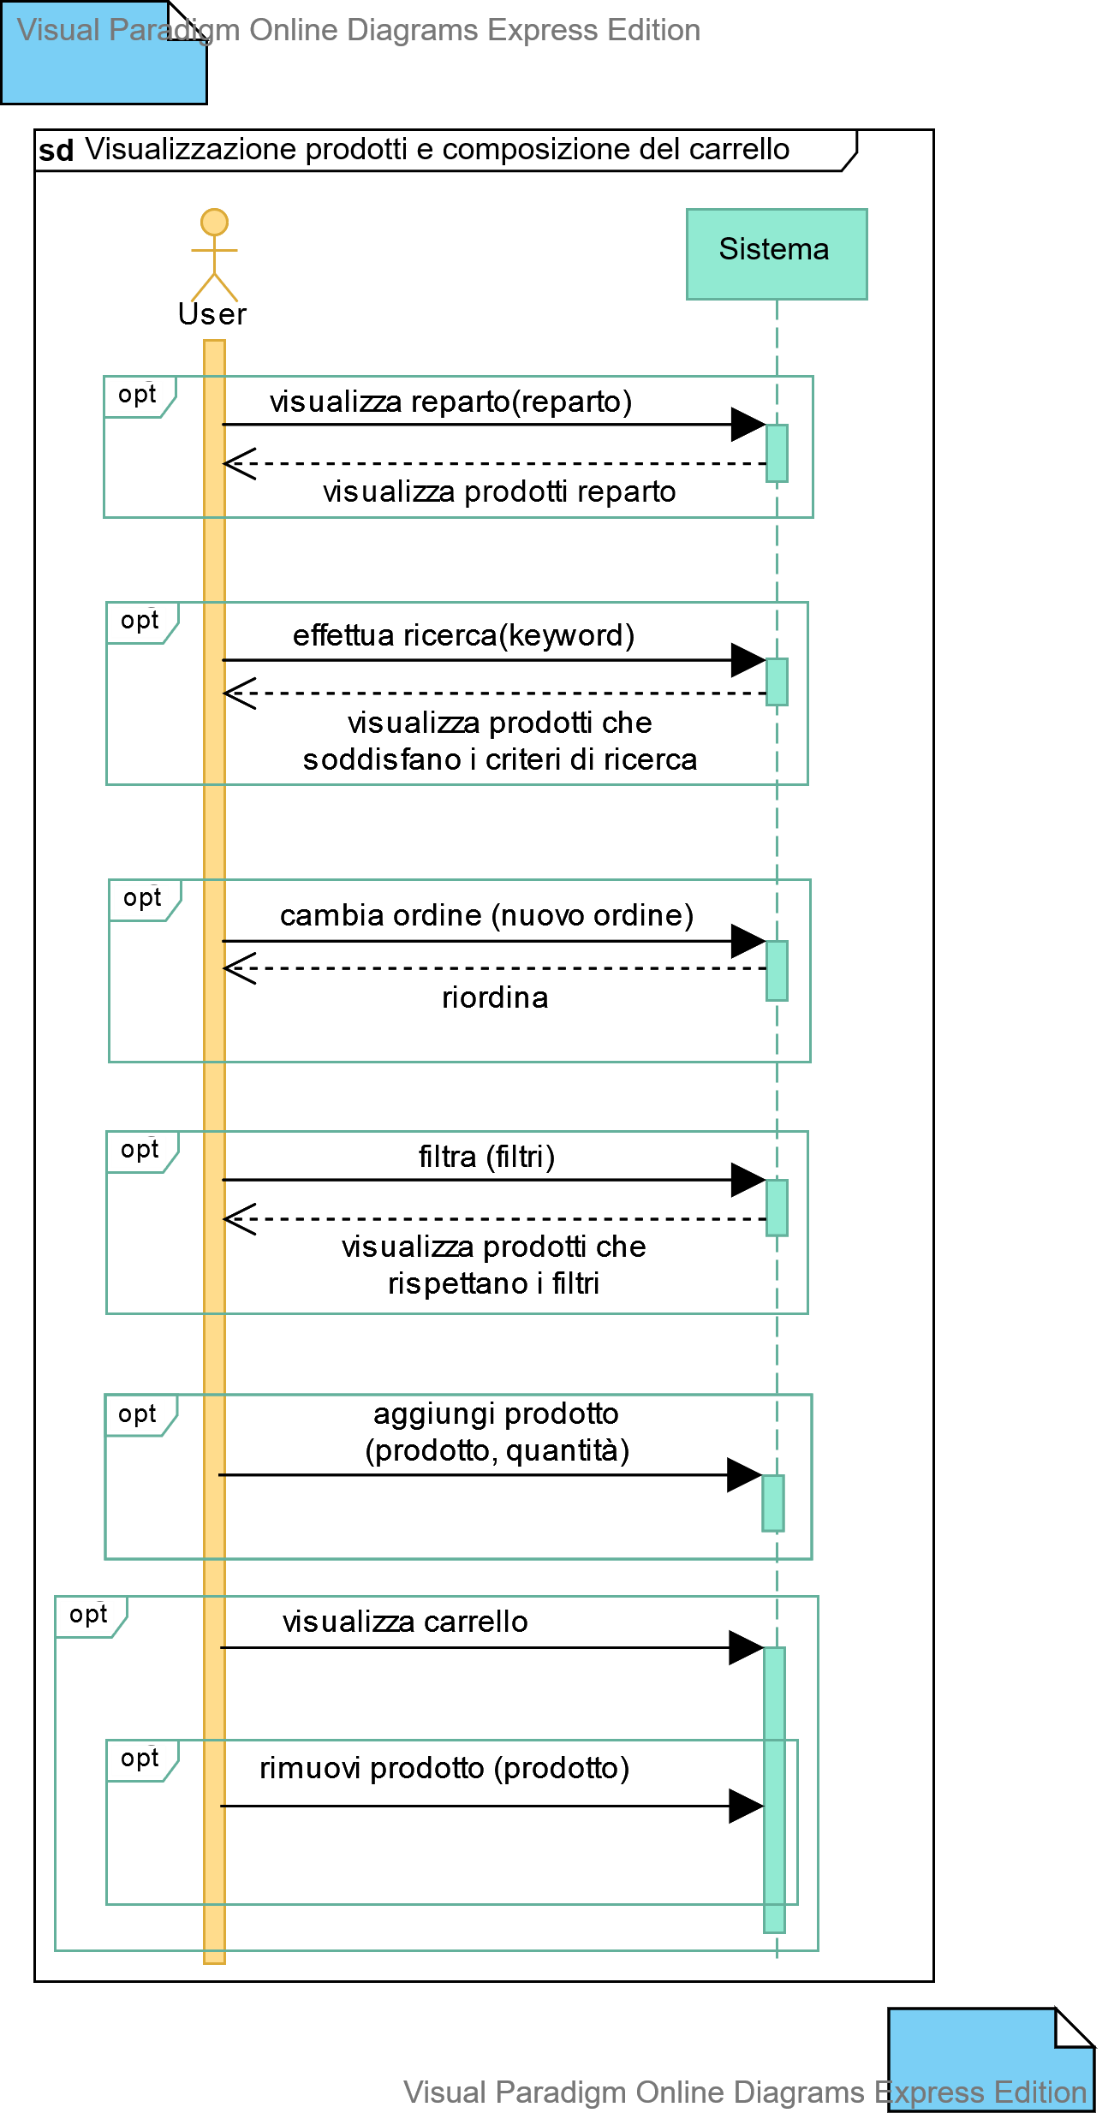 Visual Paradigm Online Diagrams Express Edition
sd Visualizzazione prodotti e composizione del carrello
Sistema
User
opt
visualizza reparto(reparto)
visualizza prodotti reparto
opt
effettua ricerca(keyword)
visualizza prodotti che
soddisfano i criteri di ricerca
opt
cambia ordine (nuovo ordine)
riordina
opt
filtra (filtri)
visualizza prodotti che
rispettano i filtri
opt
aggiungi prodotto
(prodotto, quantità)
opt
visualizza carrello
opt
rimuovi prodotto (prodotto)
Visual Paradigm Online Diagrams Express Edition